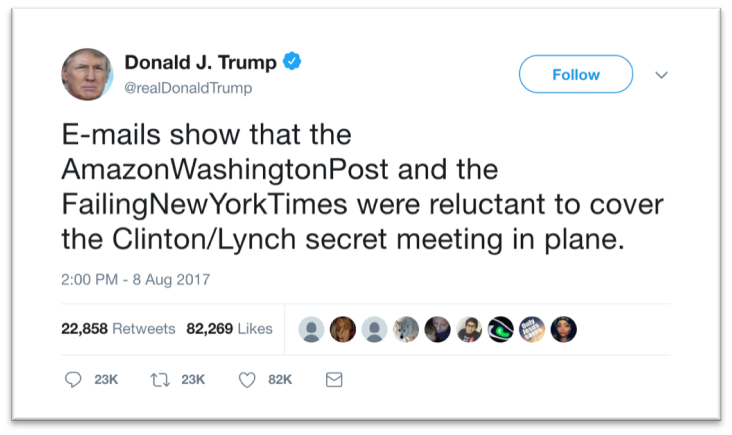 Donald J. Trump
Follow
@realDonaldTrump
E-mails show that the
AmazonWashingtonPost and the
FailingNewYorkTimes were reluctant to cover
the Clinton/Lynch secret meeting in plane.
2:00 PM - 8 Aug 2017
22,858 Retweets 82,269 Likes
23K 23K 82K